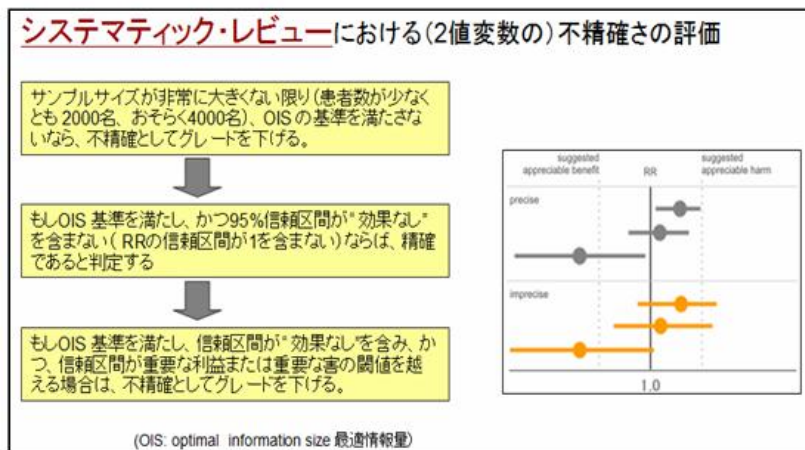 システマティック・レビューにおける(2値変数の)不精確さの評価
サンプルサイズが非常に大きくない限り(患者数が少なく
とも 2000名、おそらく4000名)、OIS の基準を満たさな
いなら、不精確としてグレードを下げる。
もしOIS 基準を満たし、かつ95%信頼区間が"効果なし"
を含まない( RRの信頼区間が1を含まない)ならば、精確
であると判定する
もしOIS 基準を満たし、信頼区間が"効果なし"を含み、か
つ、信頼区間が重要な利益または重要な害の閾値を越
える場合は、不精確としてグレードを下げる。
(OIS: optimal information size 最適情報量)
suggested
appreciable benefit
RR
suggested
appreciable harm
precise
imprecise
1.0